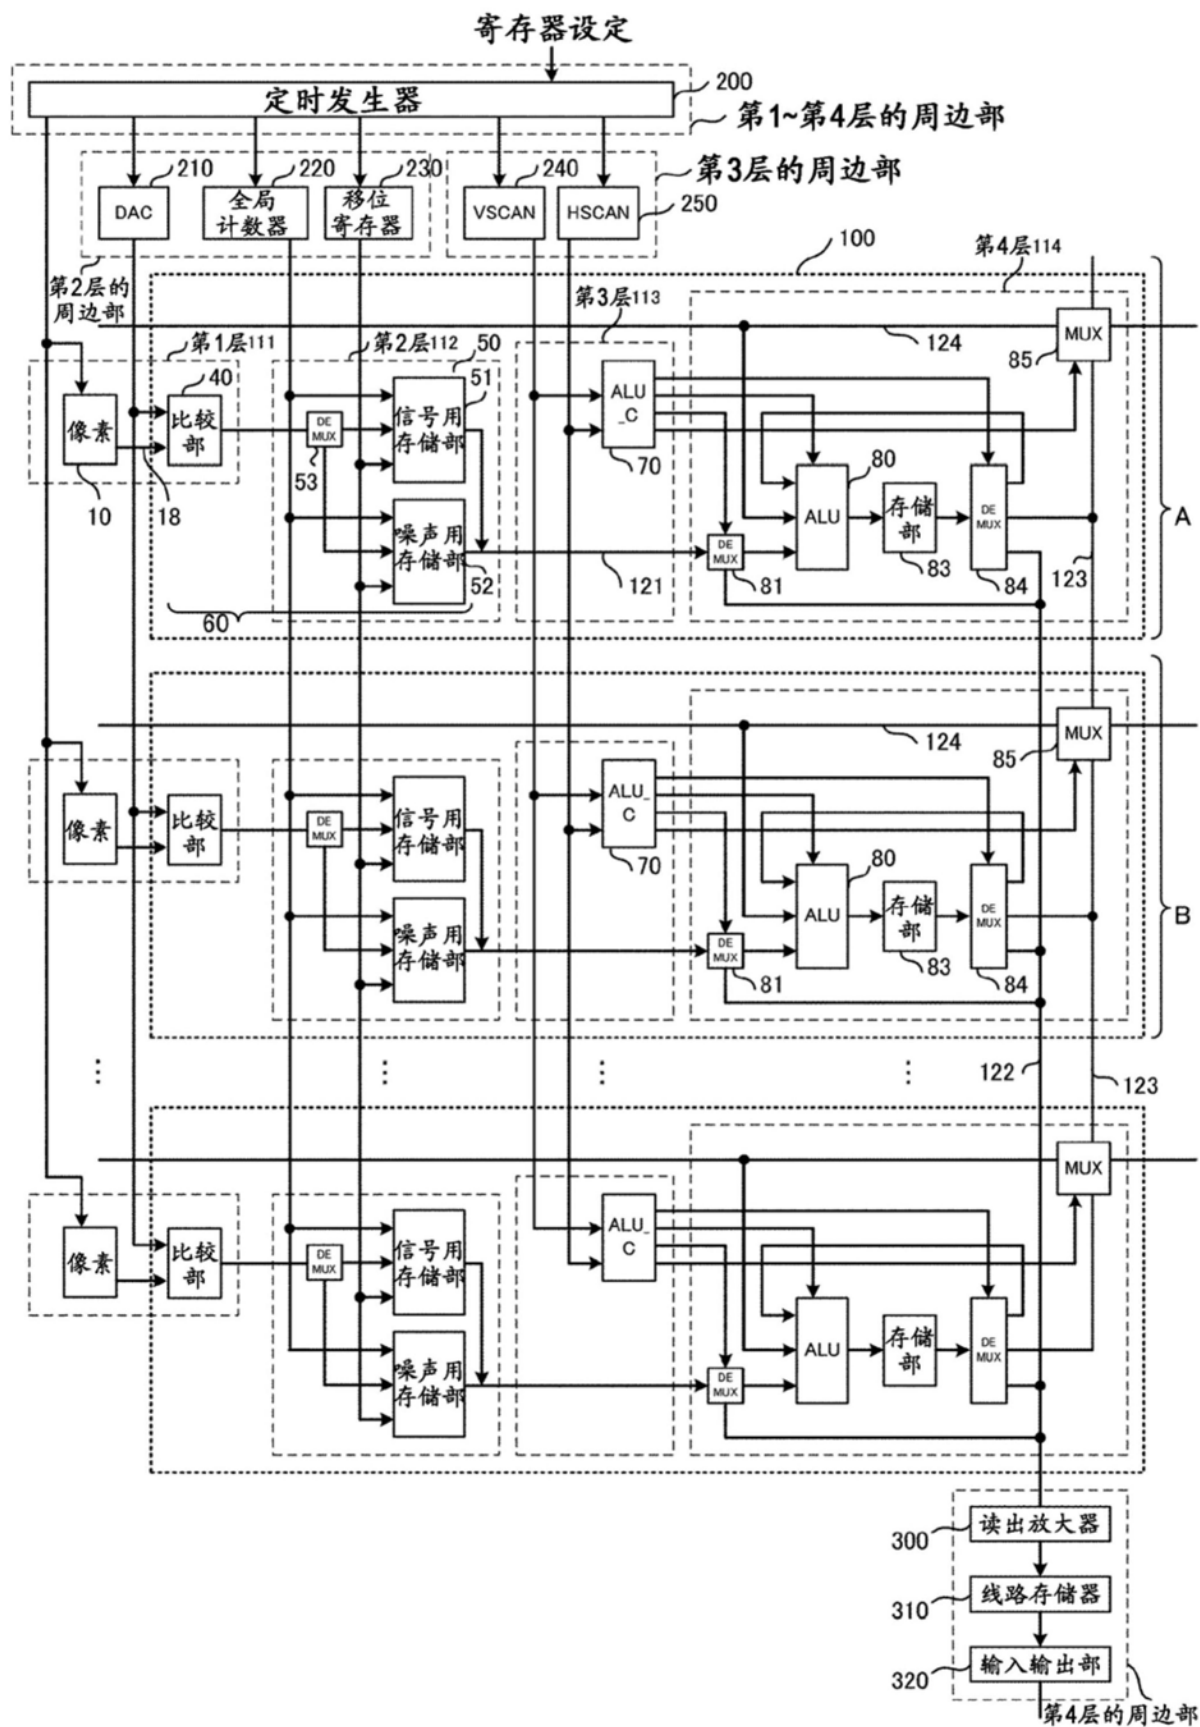 寄存器设定
定时发生器
200
第1~第4层的周边部
210
220
230
240
第3层的周边部
DAC
全局
计数器
移位
寄存器
VSCAN
HSCAN
250
第2层的
周边部
100
第4层114
第3层113
124
MUX
85
第1层111
第2层112
50
40
51
像素
比较
部
DE
MUX
信号用
存储部
ALU
_C
10
18
53
70
80
噪声用
存储部
52
ALU
存储
部
DE
MUX
DE
MUX
A
60
121
81
83
84
123
124
MUX
85
像素
比较
部
DE
MUX
信号用
存储部
ALU_
C
70
80
噪声用
存储部
ALU
存储
部
DE
MUX
DE
MUX
B
81
83
84
⋮
⋮
⋮
⋮
122
123
MUX
像素
比较
部
DE
MUX
信号用
存储部
ALU_
C
噪声用
存储部
ALU
存储
部
DE
MUX
DE
MUX
300
读出放大器
310
线路存储器
320
输入输出部
第4层的周边部